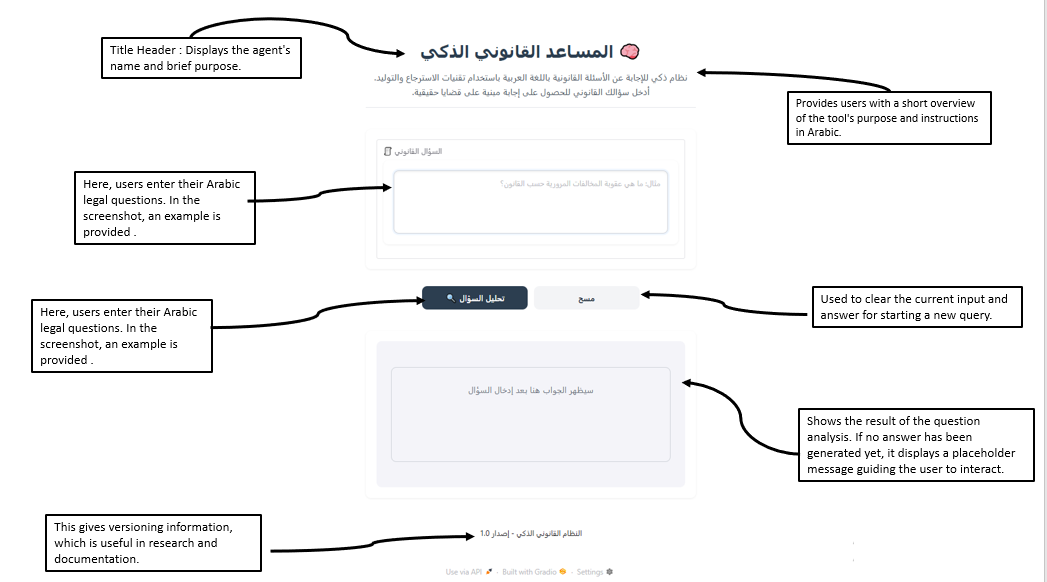 Title Header : Displays the agent's
name and brief purpose.
المساعد القانوني الذكي
نظام ذكي للإجابة عن الأسئلة القانونية باللغة العربية باستخدام تقنيات الاسترجاع والتوليد.
أدخل سؤالك القانوني للحصول على إجابة مبنية على قضايا حقيقية.
Provides users with a short overview
of the tool's purpose and instructions
in Arabic.
السؤال القانوني
مثال: ما هي عقوبة المخالفات المرورية حسب القانون؟
Here, users enter their Arabic
legal questions. In the
screenshot, an example is
provided .
تحليل السؤال
مسح
Here, users enter their Arabic
legal questions. In the
screenshot, an example is
provided .
Used to clear the current input and
answer for starting a new query.
سيظهر الجواب هنا بعد إدخال السؤال
Shows the result of the question
analysis. If no answer has been
generated yet, it displays a placeholder
message guiding the user to interact.
This gives versioning information,
which is useful in research and
documentation.
النظام القانوني الذكي - إصدار 1.0
Use via API · Built with Gradio · Settings